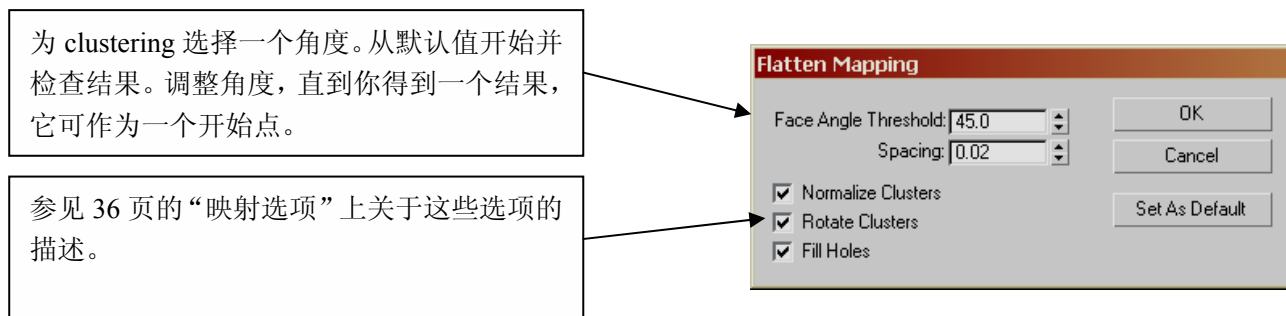 为 clustering 选择一个角度。从默认值开始并
检查结果。调整角度，直到你得到一个结果，
它可作为一个开始点。
参见 36 页的“映射选项”上关于这些选项的
描述。
Flatten Mapping
Face Angle Threshold: 45.0
Spacing: 0.02
Normalize Clusters
Rotate Clusters
Fill Holes
OK
Cancel
Set As Default